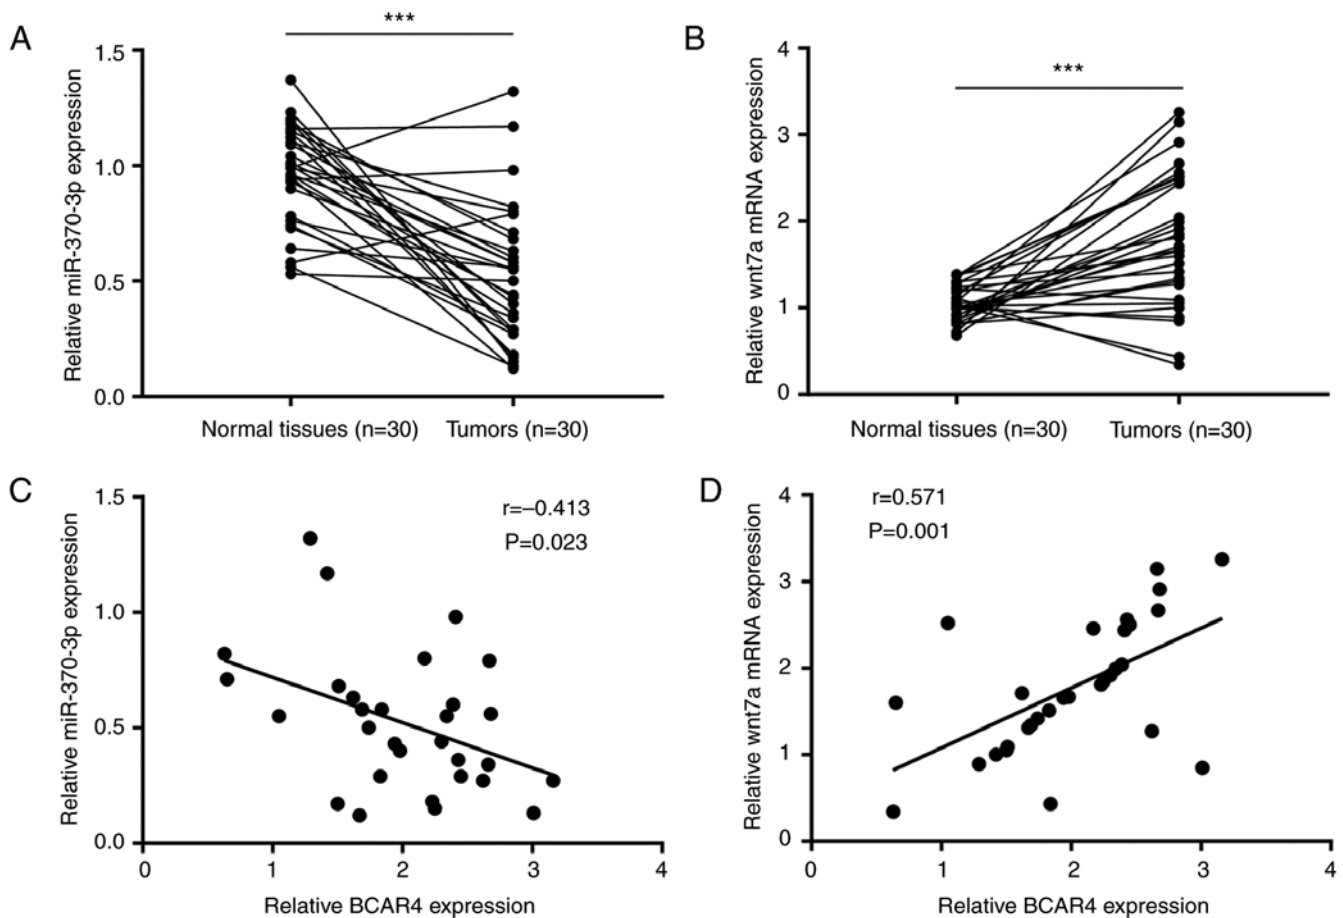 A
***
Relative miR-370-3p expression
1.5
1.0
0.5
0.0
Normal tissues (n=30)
Tumors (n=30)
B
***
Relative wnt7a mRNA expression
4
3
2
1
0
Normal tissues (n=30)
Tumors (n=30)
C
r=–0.413
P=0.023
Relative miR-370-3p expression
1.5
1.0
0.5
0.0
0 1 2 3 4
Relative BCAR4 expression
D
r=0.571
P=0.001
Relative wnt7a mRNA expression
4
3
2
1
0
0 1 2 3 4
Relative BCAR4 expression